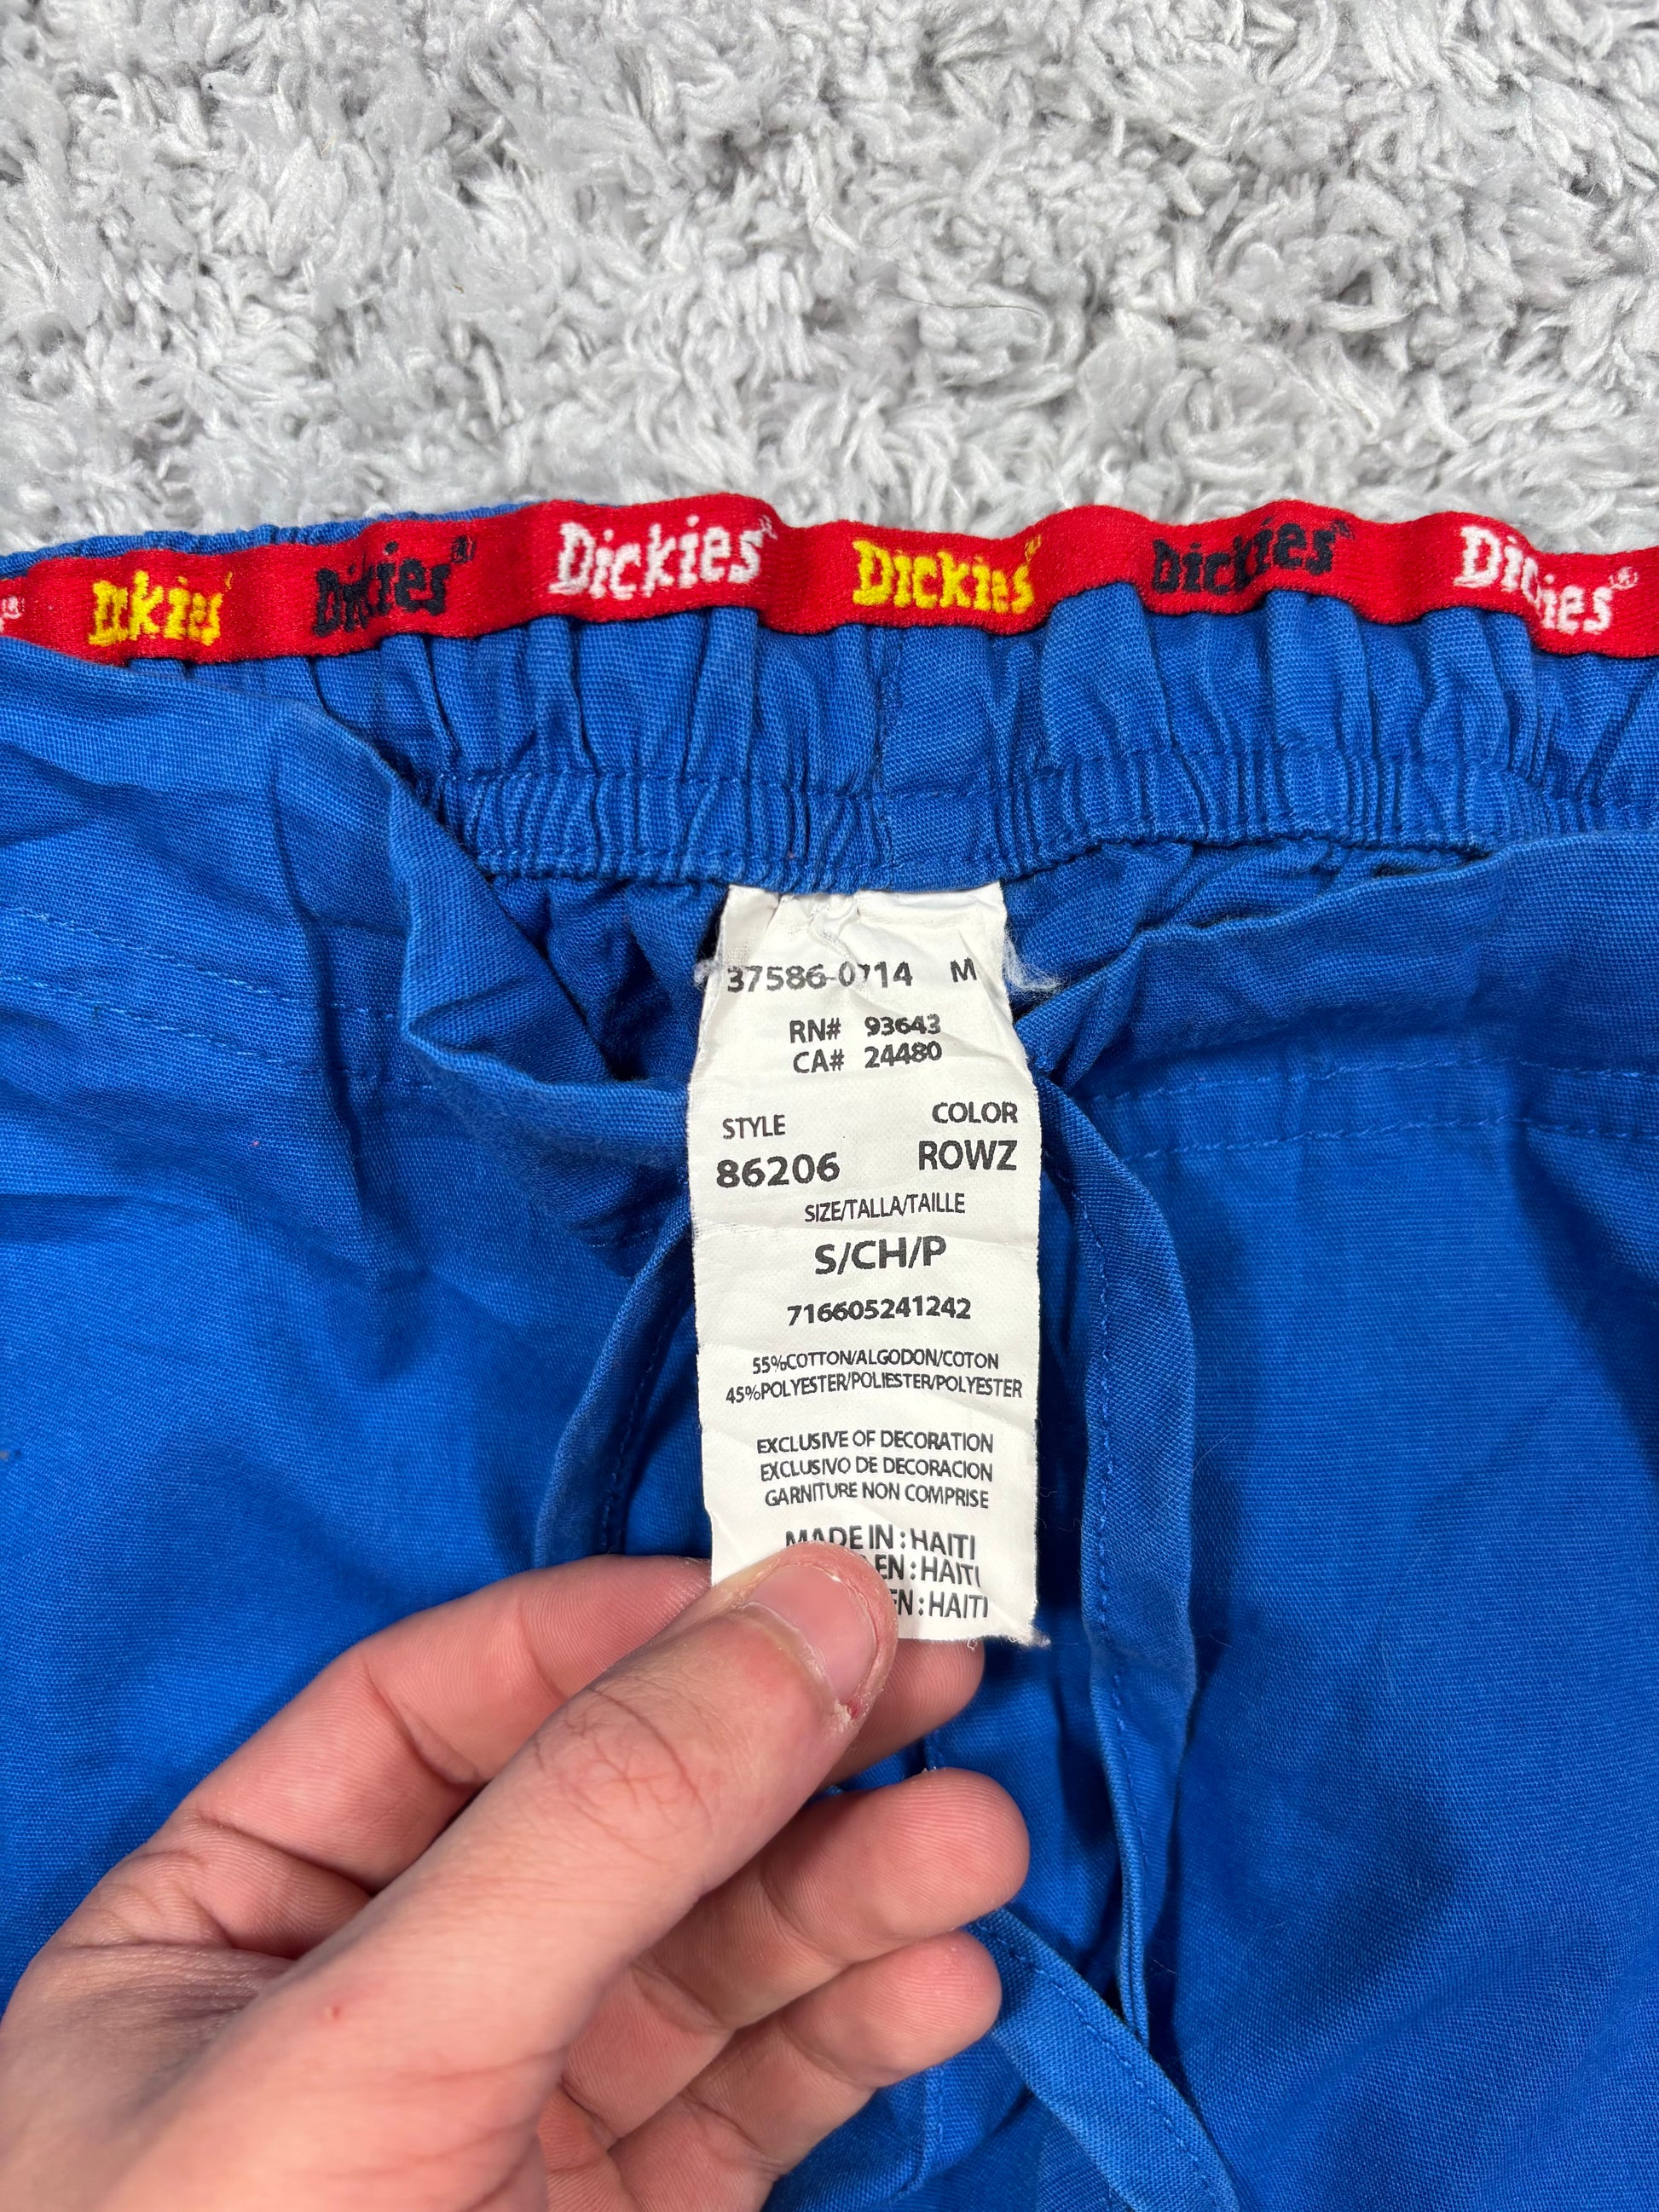 Dickies Dickies Dickies® Dickies Dickies® Dickies®
37586-0714 M
RN# 93643
CA# 24480
STYLE COLOR
86206 ROWZ
SIZE/TALLA/TAILLE
S/CH/P
716605241242
55%COTTON/ALGODON/COTON
45%POLYESTER/POLIESTER/POLYESTER
EXCLUSIVE OF DECORATION
EXCLUSIVO DE DECORACION
GARNITURE NON COMPRISE
MADE IN : HAITI
EN : HAITI
EN : HAITI